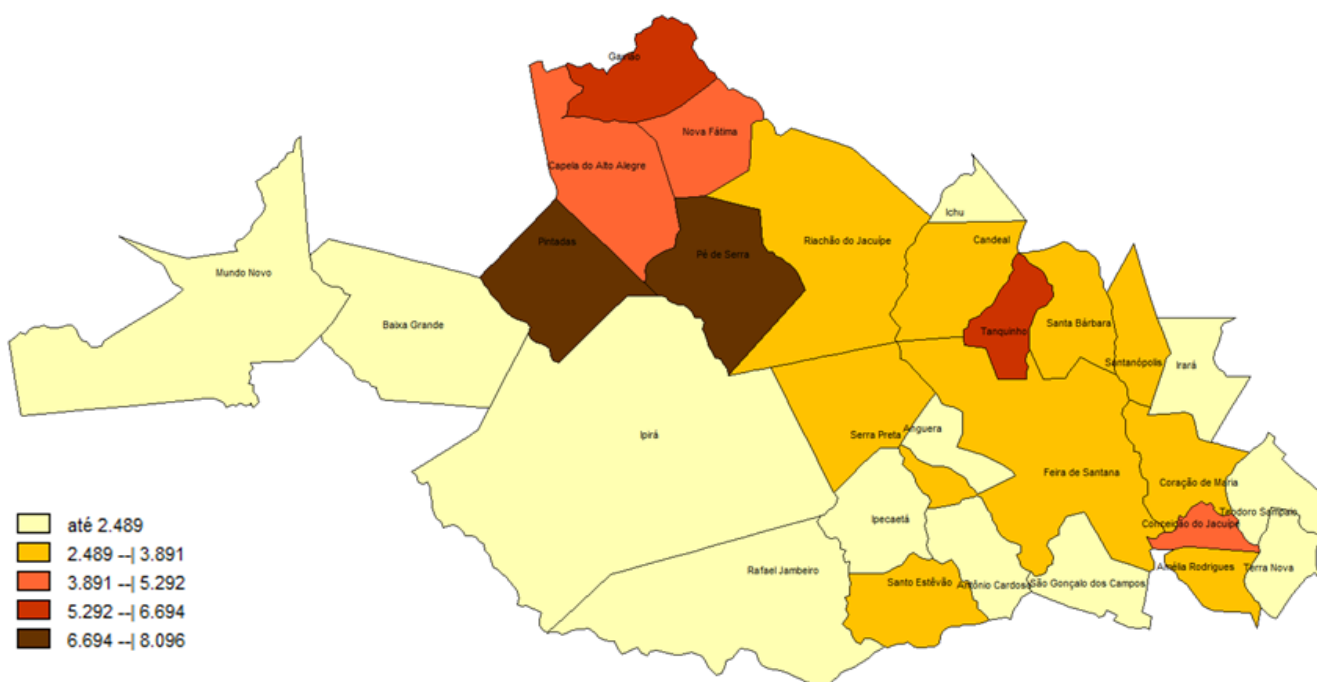 Gavião
Nova Fátima
Capela do Alto Alegre
Ichu
Pintadas
Riachão do Jacuípe
Candeal
Pé de Serra
Mundo Novo
Baixa Grande
Tanquinho
Santa Bárbara
Santanópolis
Irará
Ipirá
Serra Preta
Anguera
Feira de Santana
Coração de Maria
Teodoro Sampaio
Ipecaetá
Conceição do Jacuípe
Rafael Jambeiro
Santo Estêvão
Antônio Cardoso
São Gonçalo dos Campos
Amélia Rodrigues
Terra Nova
até 2.489
2.489 --| 3.891
3.891 --| 5.292
5.292 --| 6.694
6.694 --| 8.096